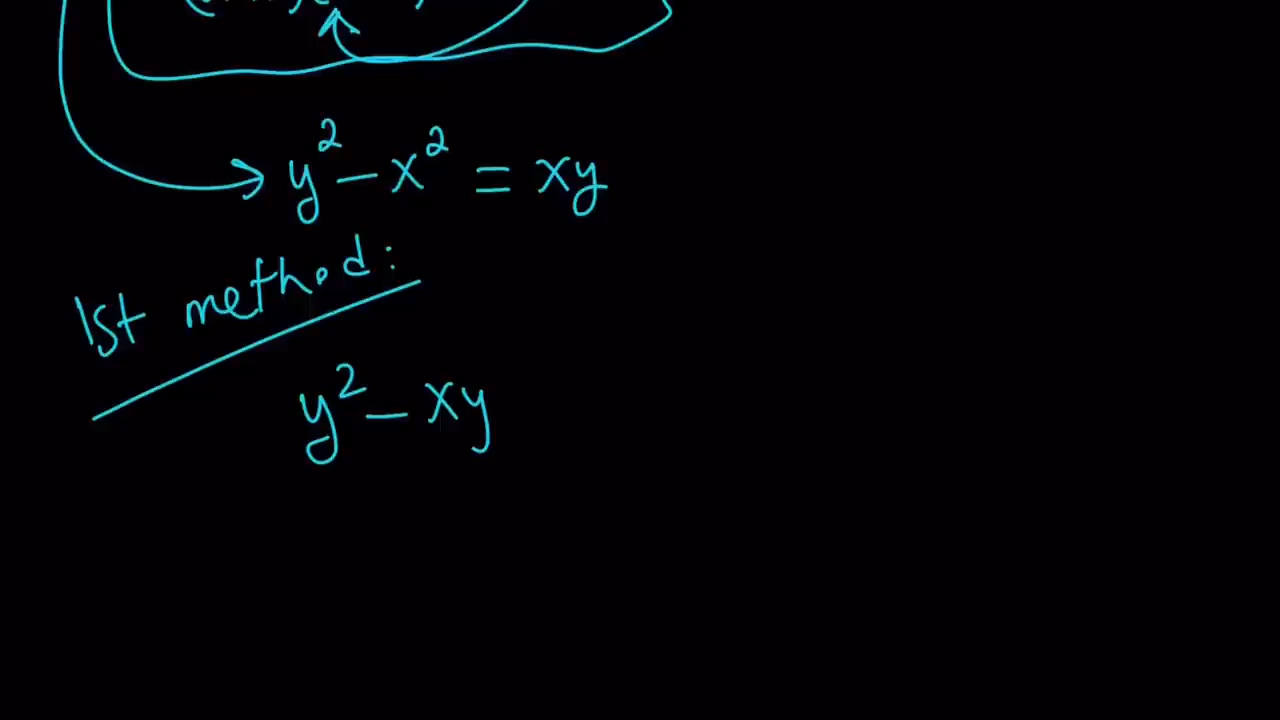 y² – x² = xy
1st method:
y² – xy